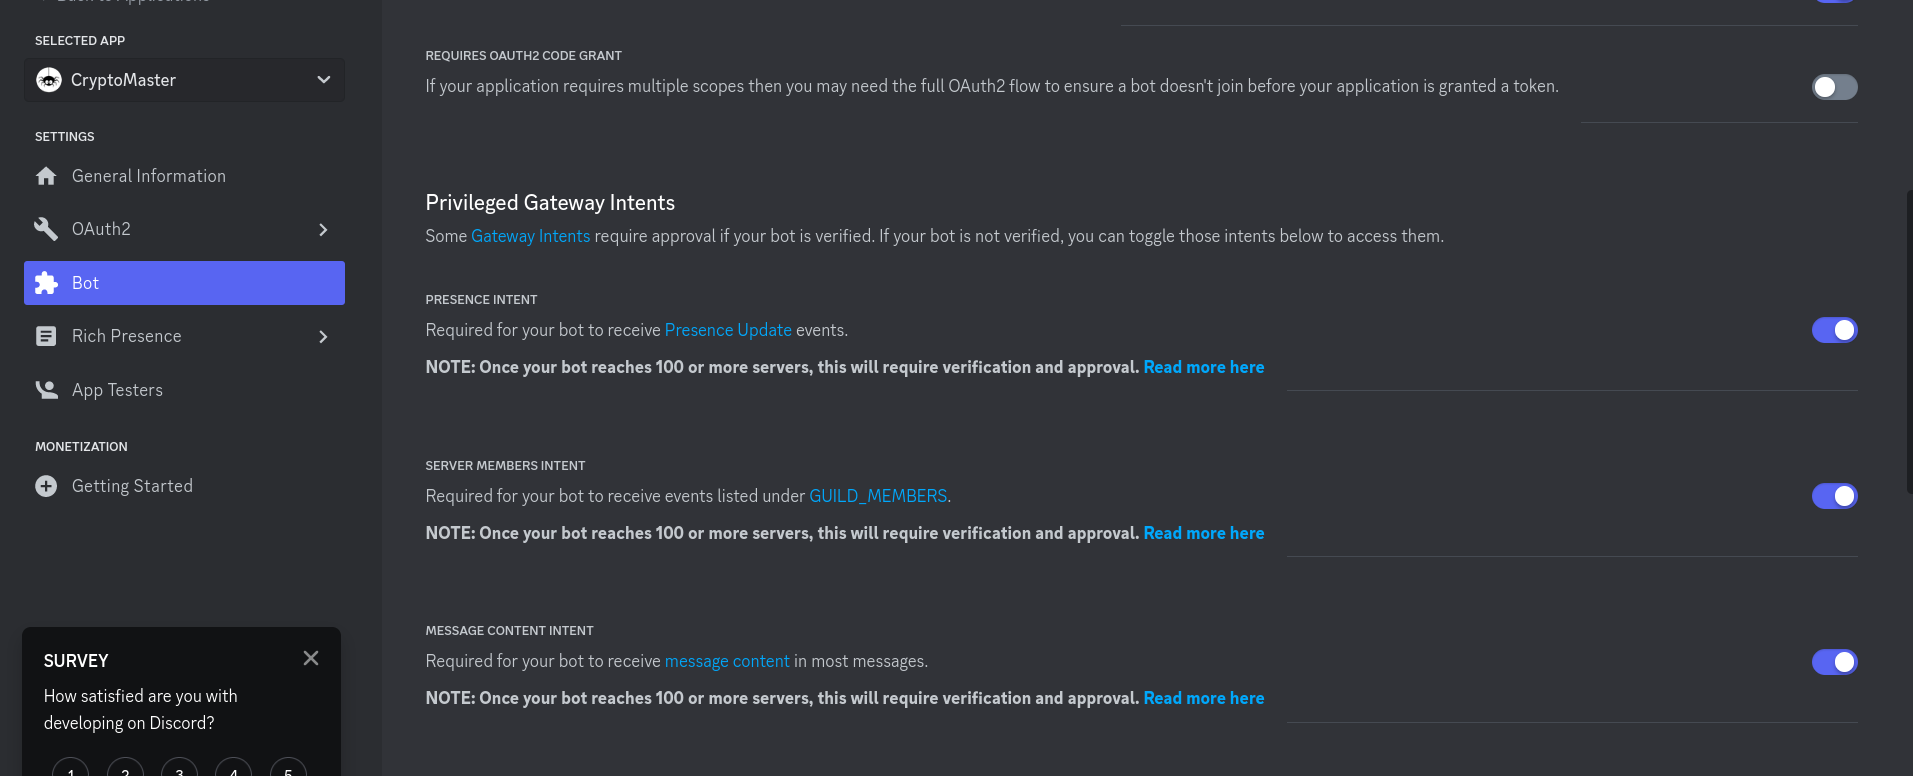 Back to Applications
SELECTED APP
CryptoMaster
SETTINGS
General Information
OAuth2
Bot
Rich Presence
App Testers
MONETIZATION
Getting Started
SURVEY
How satisfied are you with
developing on Discord?
1 2 3 4 5
REQUIRES OAUTH2 CODE GRANT
If your application requires multiple scopes then you may need the full OAuth2 flow to ensure a bot doesn't join before your application is granted a token.
Privileged Gateway Intents
Some Gateway Intents require approval if your bot is verified. If your bot is not verified, you can toggle those intents below to access them.
PRESENCE INTENT
Required for your bot to receive Presence Update events.
NOTE: Once your bot reaches 100 or more servers, this will require verification and approval. Read more here
SERVER MEMBERS INTENT
Required for your bot to receive events listed under GUILD_MEMBERS.
NOTE: Once your bot reaches 100 or more servers, this will require verification and approval. Read more here
MESSAGE CONTENT INTENT
Required for your bot to receive message content in most messages.
NOTE: Once your bot reaches 100 or more servers, this will require verification and approval. Read more here